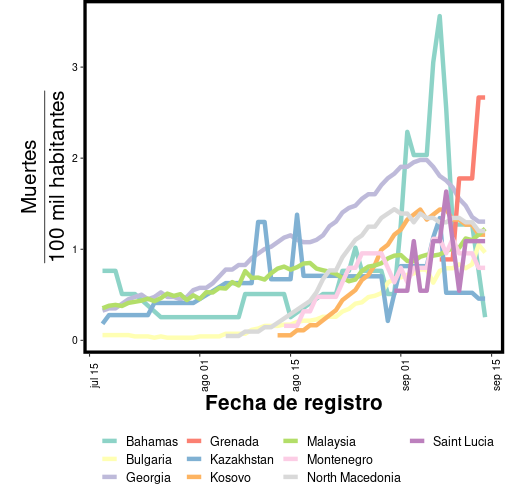 Muertes
100 mil habitantes
3
2
1
0
jul 15
ago 01
ago 15
sep 01
sep 15
Fecha de registro
Bahamas Grenada Malaysia Saint Lucia
Bulgaria Kazakhstan Montenegro
Georgia Kosovo North Macedonia